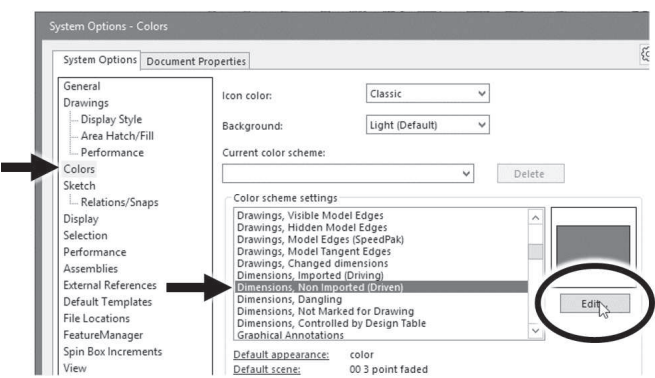 System Options - Colors
System Options
Document Properties
General
Drawings
Display Style
Area Hatch/Fill
Performance
Colors
Sketch
Relations/Snaps
Display
Selection
Performance
Assemblies
External References
Default Templates
File Locations
FeatureManager
Spin Box Increments
View
Icon color:
Classic
Background:
Light (Default)
Current color scheme:
Delete
Color scheme settings
Drawings, Visible Model Edges
Drawings, Hidden Model Edges
Drawings, Model Edges (SpeedPak)
Drawings, Model Tangent Edges
Drawings, Changed dimensions
Dimensions, Imported (Driving)
Dimensions, Non Imported (Driven)
Dimensions, Dangling
Dimensions, Not Marked for Drawing
Dimensions, Controlled by Design Table
Graphical Annotations
Edit...
Default appearance: color
Default scene: 00 3 point faded